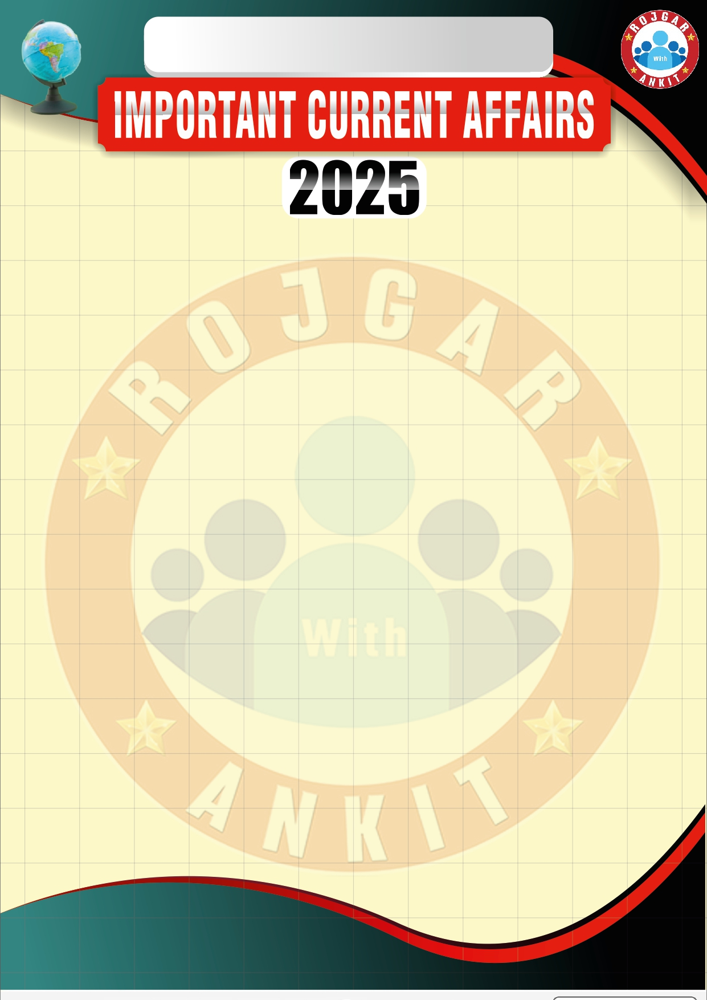 ROJGAR
With
ANKIT
IMPORTANT CURRENT AFFAIRS
2025
ROJGAR
With
ANKIT